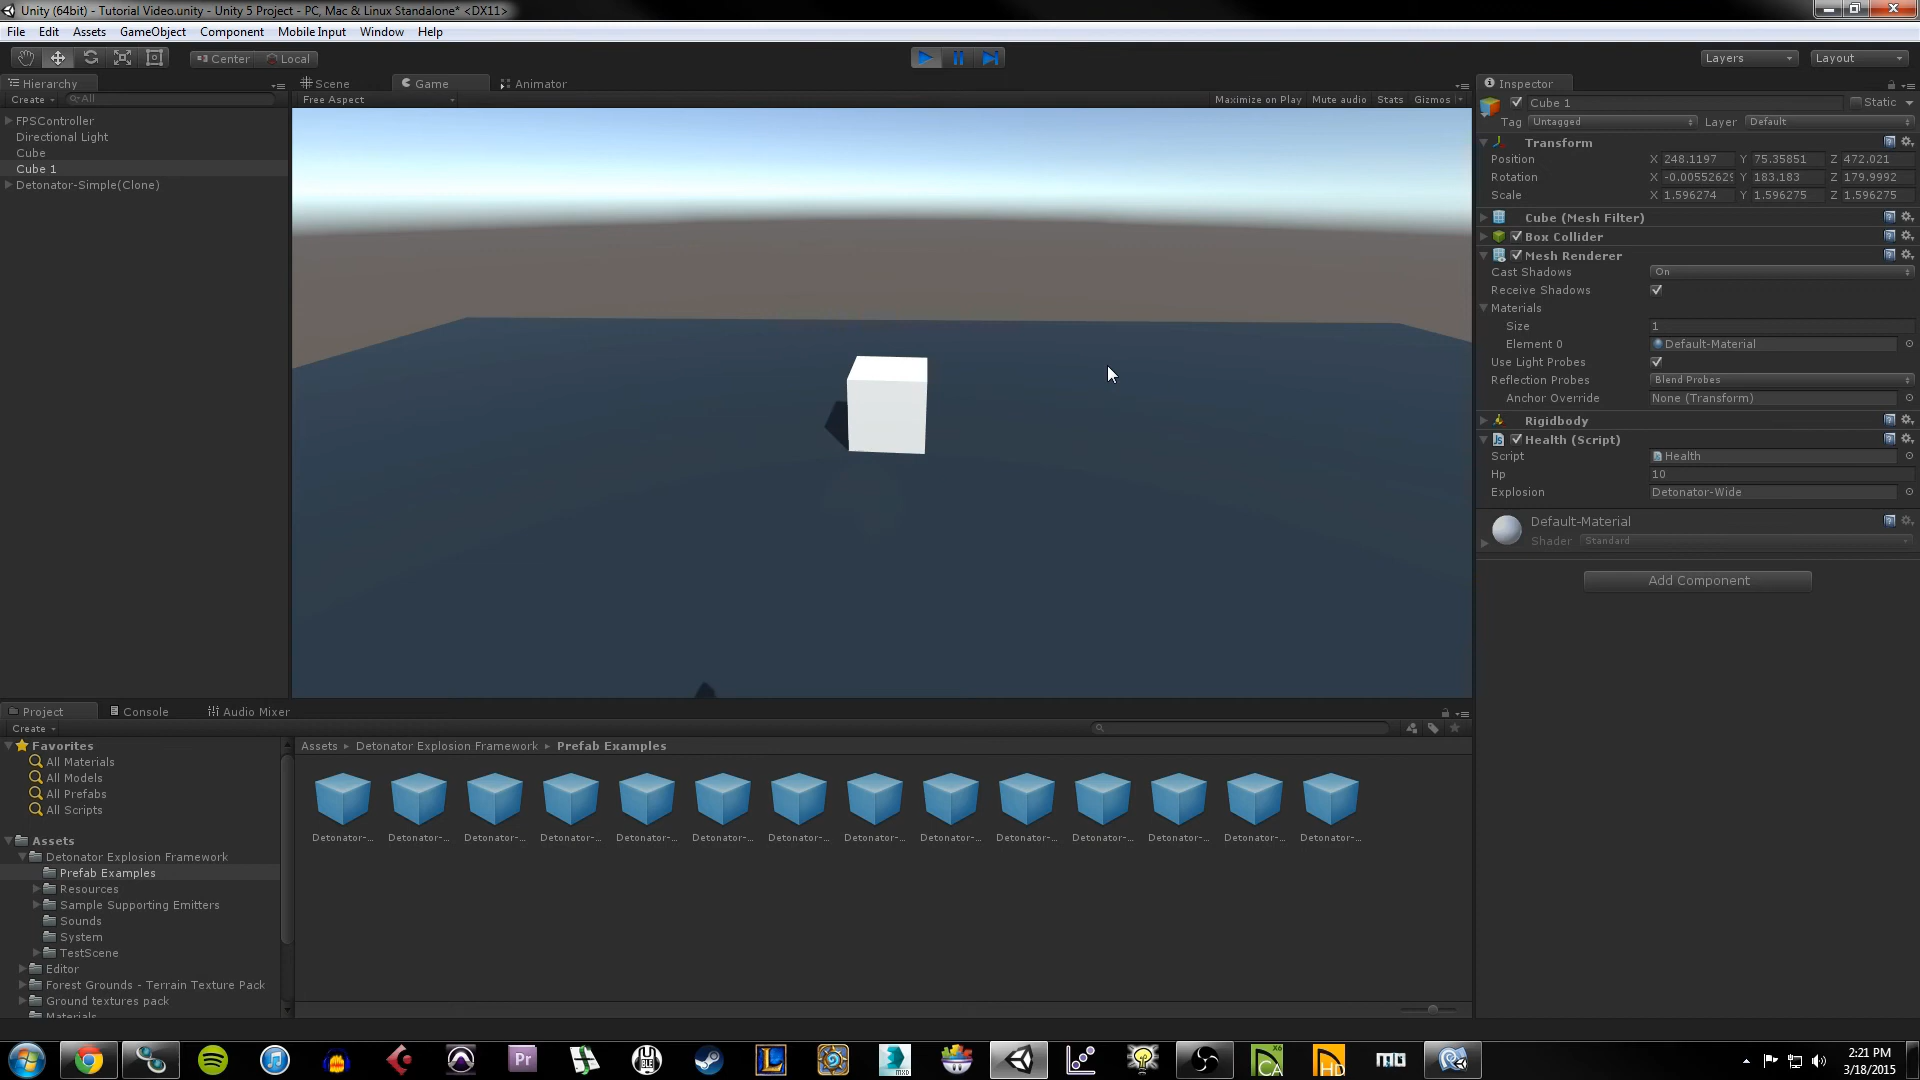 Unity (64bit) - Tutorial Video.unity - Unity 5 Project - PC, Mac & Linux Standalone* <DX11>
File Edit Assets GameObject Component Mobile Input Window Help
Center Local Layers Layout
Hierarchy
Create All
FPSController
Directional Light
Cube
Cube 1
Detonator-Simple(Clone)
Scene Game Animator
Free Aspect Maximize on Play Mute audio Stats Gizmos
Inspector
Cube 1 Static
Tag Untagged Layer Default
Transform
Position X 248.1197 Y 75.35851 Z 472.021
Rotation X -0.00552629 Y 183.183 Z 179.9992
Scale X 1.596274 Y 1.596275 Z 1.596275
Cube (Mesh Filter)
Box Collider
Mesh Renderer
Cast Shadows On
Receive Shadows
Materials
Size 1
Element 0 Default-Material
Use Light Probes
Reflection Probes Blend Probes
Anchor Override None (Transform)
Rigidbody
Health (Script)
Script Health
Hp 10
Explosion Detonator-Wide
Default-Material
Shader Standard
Add Component
Project Console Audio Mixer
Create
Favorites
All Materials
All Models
All Prefabs
All Scripts
Assets
Detonator Explosion Framework
Prefab Examples
Resources
Sample Supporting Emitters
Sounds
System
TestScene
Editor
Forest Grounds - Terrain Texture Pack
Ground textures pack
Materials
Assets Detonator Explosion Framework Prefab Examples
Detonator-... Detonator-... Detonator-... Detonator-... Detonator-... Detonator-... Detonator-... Detonator-... Detonator-... Detonator-... Detonator-... Detonator-... Detonator-... Detonator-...
Pr
2:21 PM
3/18/2015